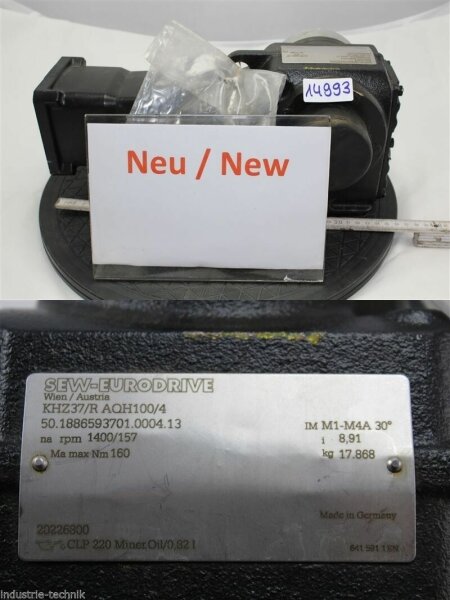 14993
Neu / New
SEW-EURODRIVE
Wien / Austria
KHZ37/R AQH100/4
50.1886593701.0004.13 IM M1-M4A 30°
na rpm 1400/157 i 8,91
Ma max Nm 160 kg 17.868
Made in Germany
20226800
CLP 220 Miner.Oil/0,82 l 641 591 1 EN
industrie-technik